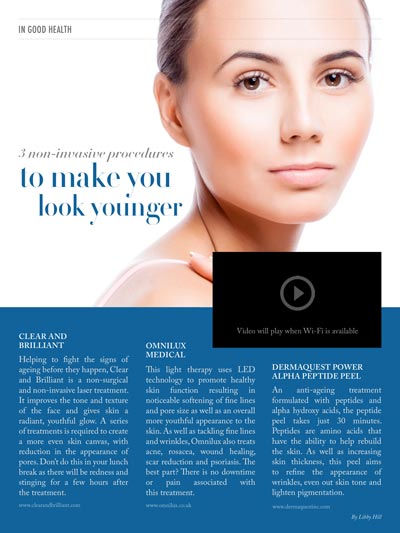 IN GOOD HEALTH
3 non-invasive procedures
to make you
look younger
Video will play when Wi-Fi is available
CLEAR AND
BRILLIANT
Helping to fight the signs of
ageing before they happen, Clear
and Brilliant is a non-surgical
and non-invasive laser treatment.
It improves the tone and texture
of the face and gives skin a
radiant, youthful glow. A series
of treatments is required to create
a more even skin canvas, with
reduction in the appearance of
pores. Don't do this in your lunch
break as there will be redness and
stinging for a few hours after
the treatment.
www.clearandbrilliant.com
OMNILUX
MEDICAL
This light therapy uses LED
technology to promote healthy
skin function resulting in
noticeable softening of fine lines
and pore size as well as an overall
more youthful appearance to the
skin. As well as tackling fine lines
and wrinkles, Omnilux also treats
acne, rosacea, wound healing,
scar reduction and psoriasis. The
best part? There is no downtime
or pain associated with
this treatment.
www.omnilux.co.uk
DERMAQUEST POWER
ALPHA PEPTIDE PEEL
An anti-ageing treatment
formulated with peptides and
alpha hydroxy acids, the peptide
peel takes just 30 minutes.
Peptides are amino acids that
have the ability to help rebuild
the skin. As well as increasing
skin thickness, this peel aims
to refine the appearance of
wrinkles, even out skin tone and
lighten pigmentation.
www.dermaquestinc.com
By Libby Hill